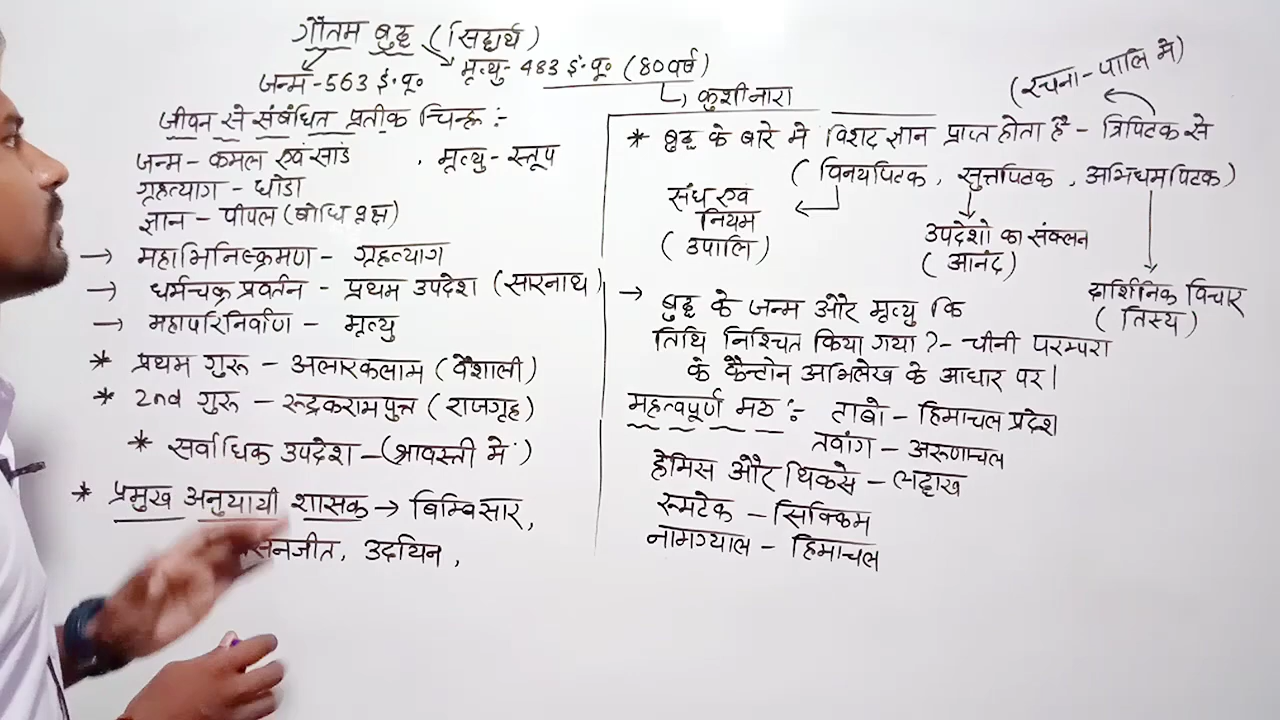 गौतम बुद्ध (सिद्धार्थ)
जन्म-563 ई॰पू॰
मृत्यु- 483 ई॰पू॰ (80वर्ष)
कुशीनारा
जीवन से संबंधित प्रतीक चिन्ह :-
जन्म - कमल एवं सांड
मृत्यु - स्तूप
गृहत्याग - घोडा
ज्ञान - पीपल (बोधि वृक्ष)
→ महाभिनिष्क्रमण - गृहत्याग
→ धर्मचक्र प्रवर्तन - प्रथम उपदेश (सारनाथ)
→ महापरिनिर्वाण - मृत्यु
* प्रथम गुरु - अलारकलाम (वैशाली)
* 2nd गुरु - रुद्रकरामपुत्त (राजगृह)
* सर्वाधिक उपदेश - (श्रावस्ती में)
* प्रमुख अनुयायी शासक → बिम्बिसार,
सनजीत, उदयिन,
(रचना - पालि मे)
* बुद्ध के बारे मे विशद ज्ञान प्राप्त होता है - त्रिपिटक से
(विनयपिटक, सुत्तपिटक, अभिधमपिटक)
संघ एवं
नियम
(उपालि)
उपदेशो का संकलन
(आनंद)
दार्शिनिक विचार
(तिस्य)
→ बुद्ध के जन्म और मृत्यु कि
तिथि निश्चित किया गया ? - चीनी परम्परा
के कैन्टोन अभिलेख के आधार पर।
महत्वपूर्ण मठ :- ताबो - हिमाचल प्रदेश
तवांग - अरुणाचल
हेमिस और थिकसे - लद्दाख
रूमटेक - सिक्किम
नामग्याल - हिमाचल